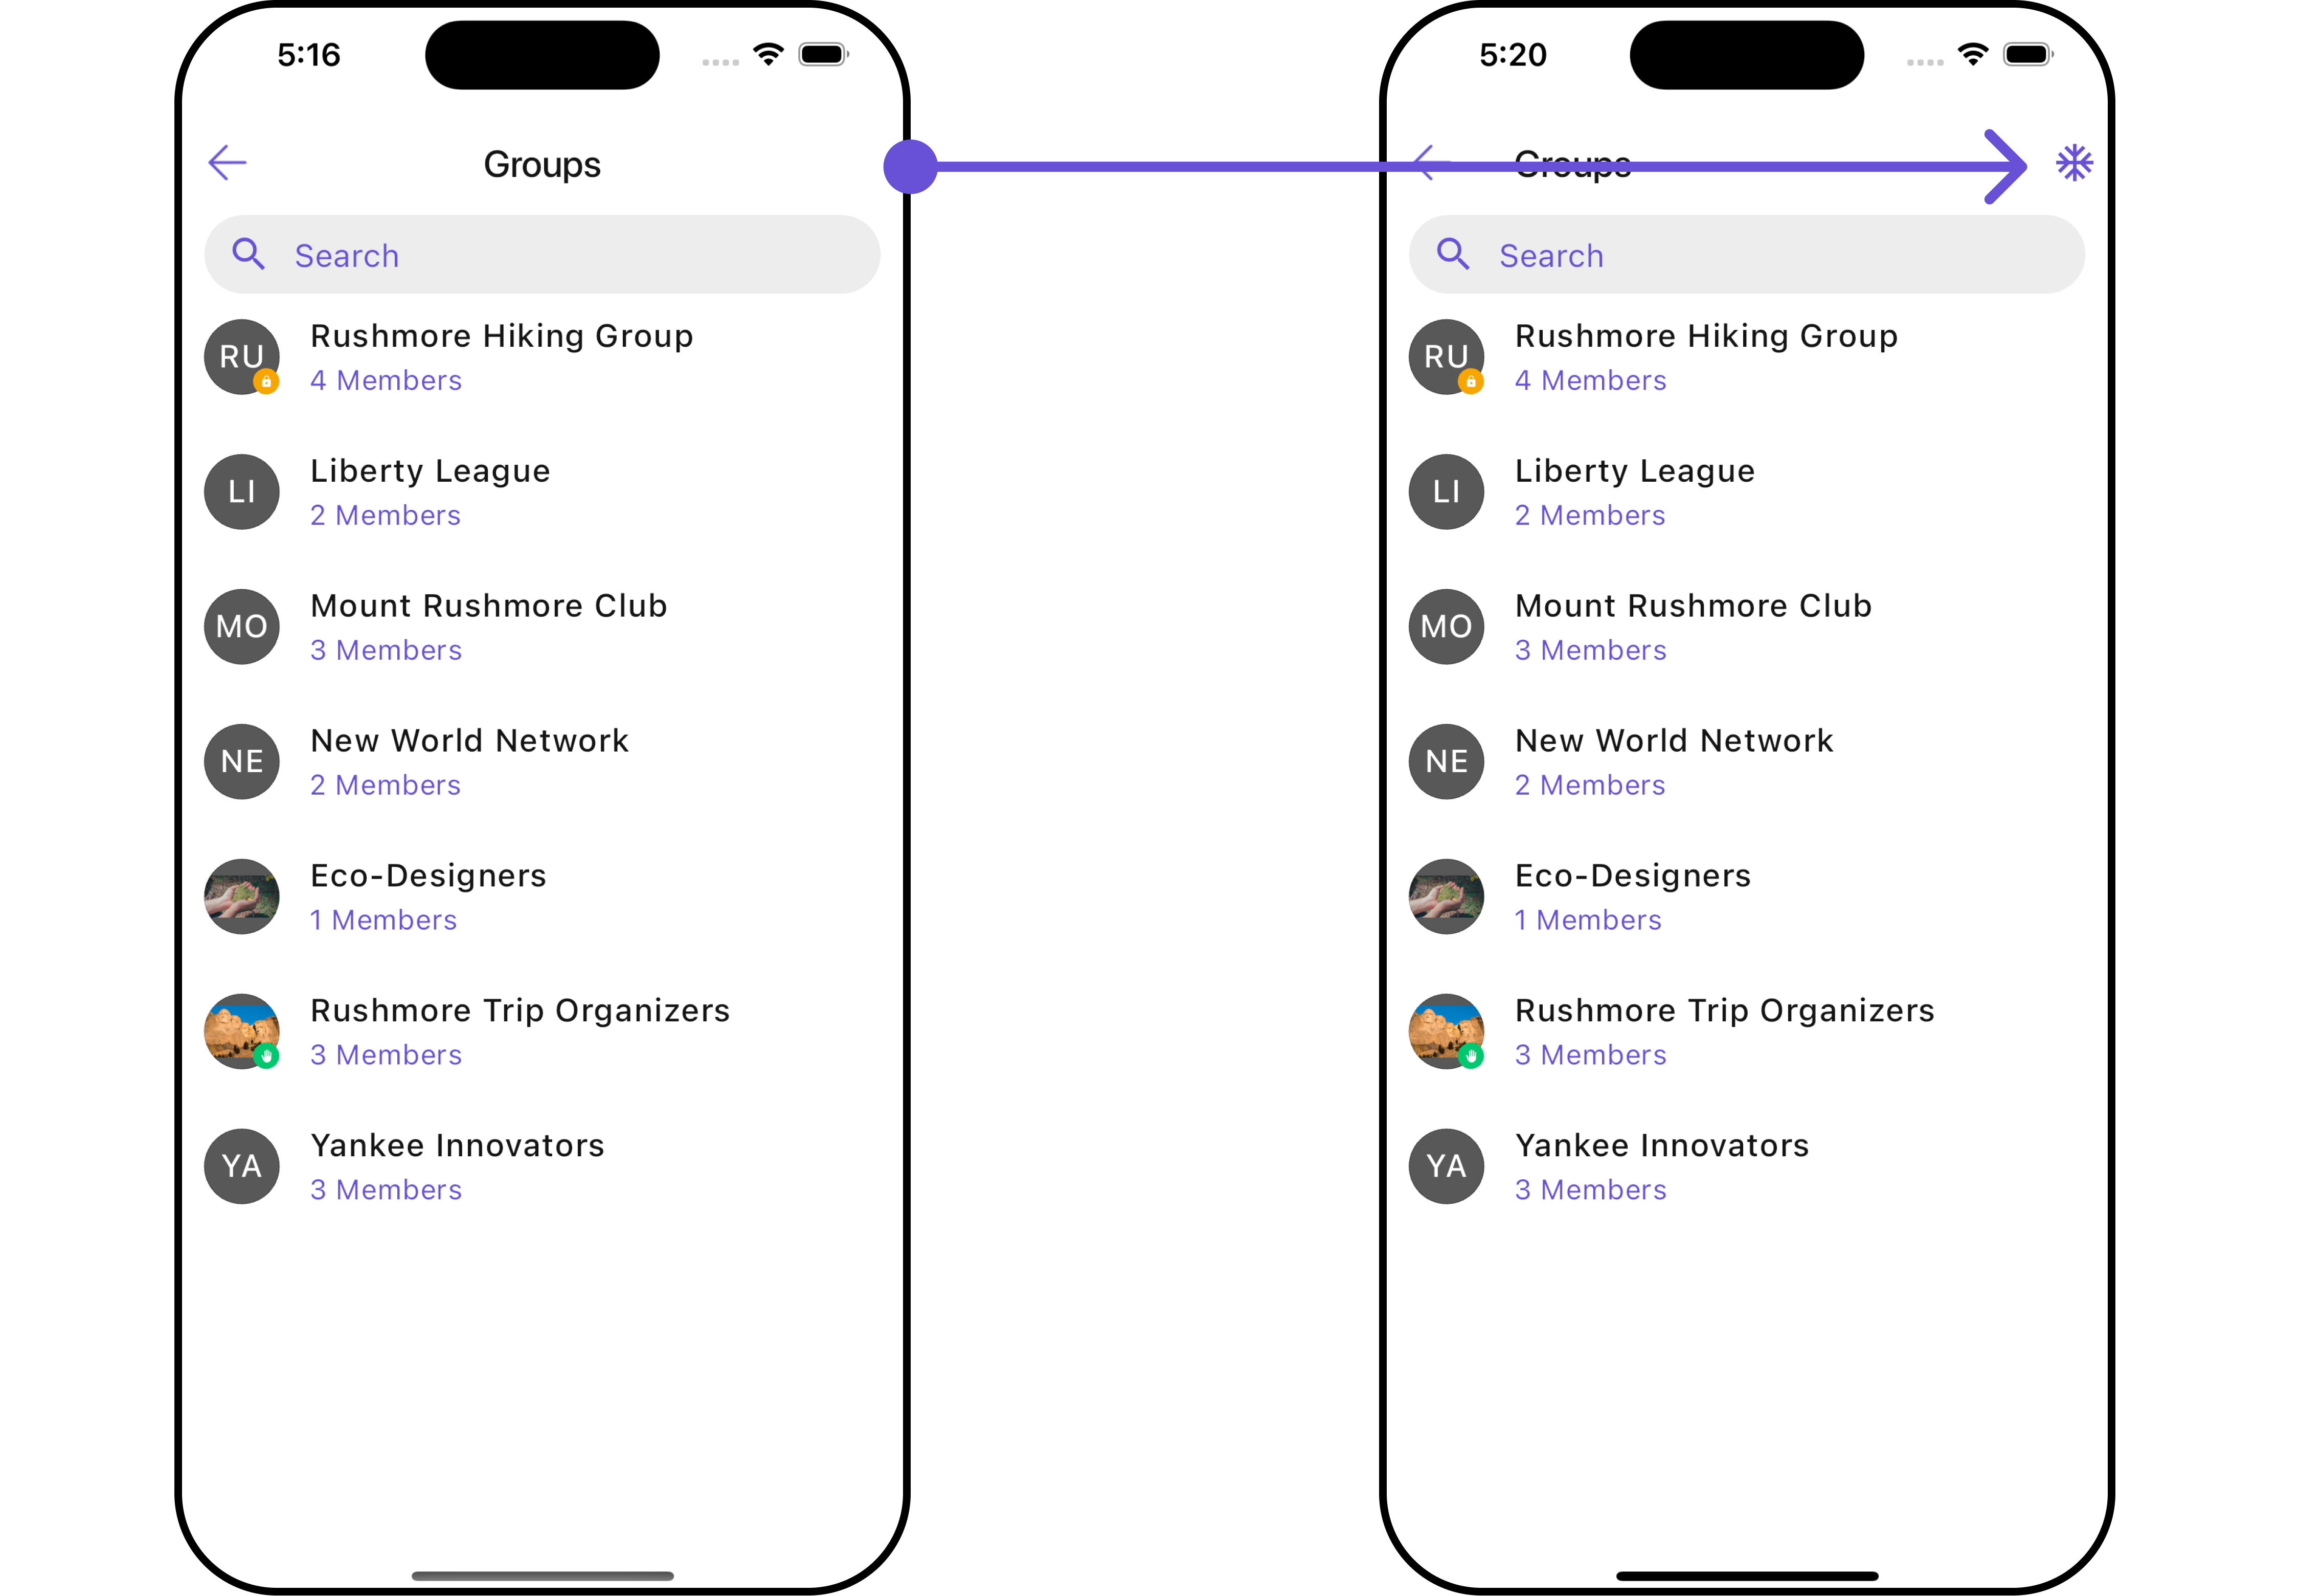 5:16
Groups
Search
RU
Rushmore Hiking Group
4 Members
LI
Liberty League
2 Members
MO
Mount Rushmore Club
3 Members
NE
New World Network
2 Members
Eco-Designers
1 Members
Rushmore Trip Organizers
3 Members
YA
Yankee Innovators
3 Members
5:20
Groups
Search
RU
Rushmore Hiking Group
4 Members
LI
Liberty League
2 Members
MO
Mount Rushmore Club
3 Members
NE
New World Network
2 Members
Eco-Designers
1 Members
Rushmore Trip Organizers
3 Members
YA
Yankee Innovators
3 Members